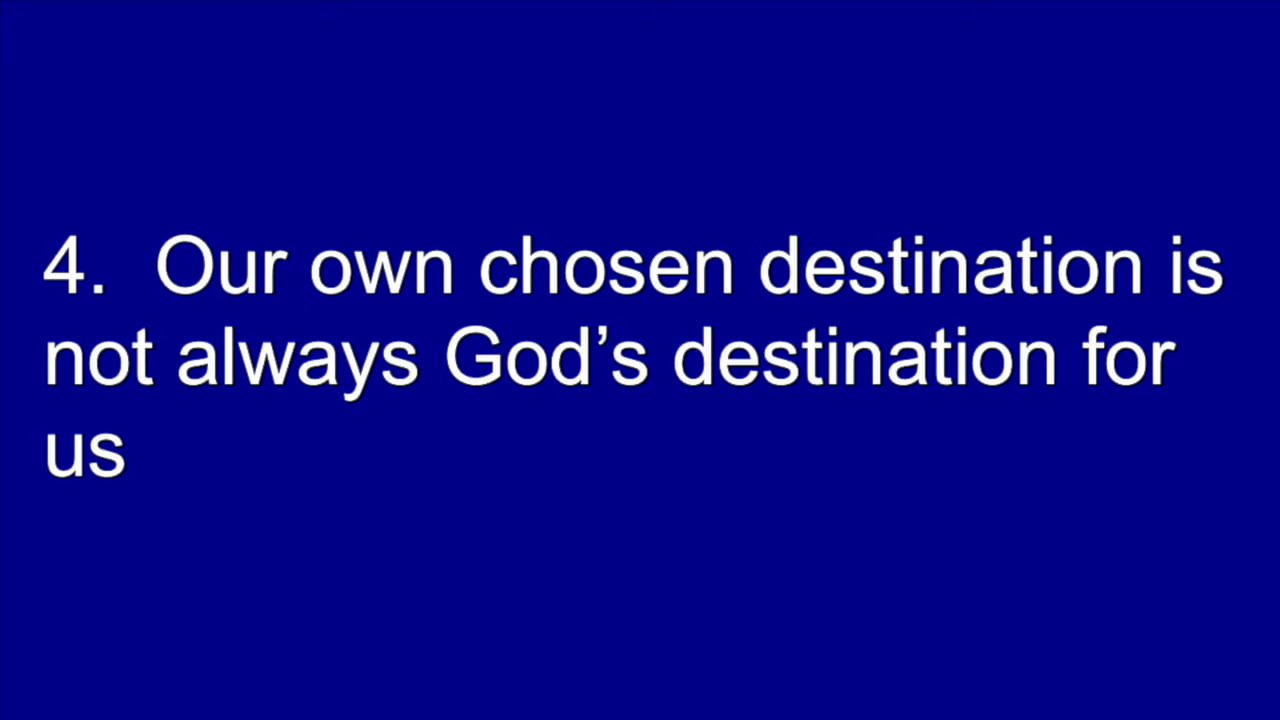 4.  Our own chosen destination is
not always God’s destination for
us